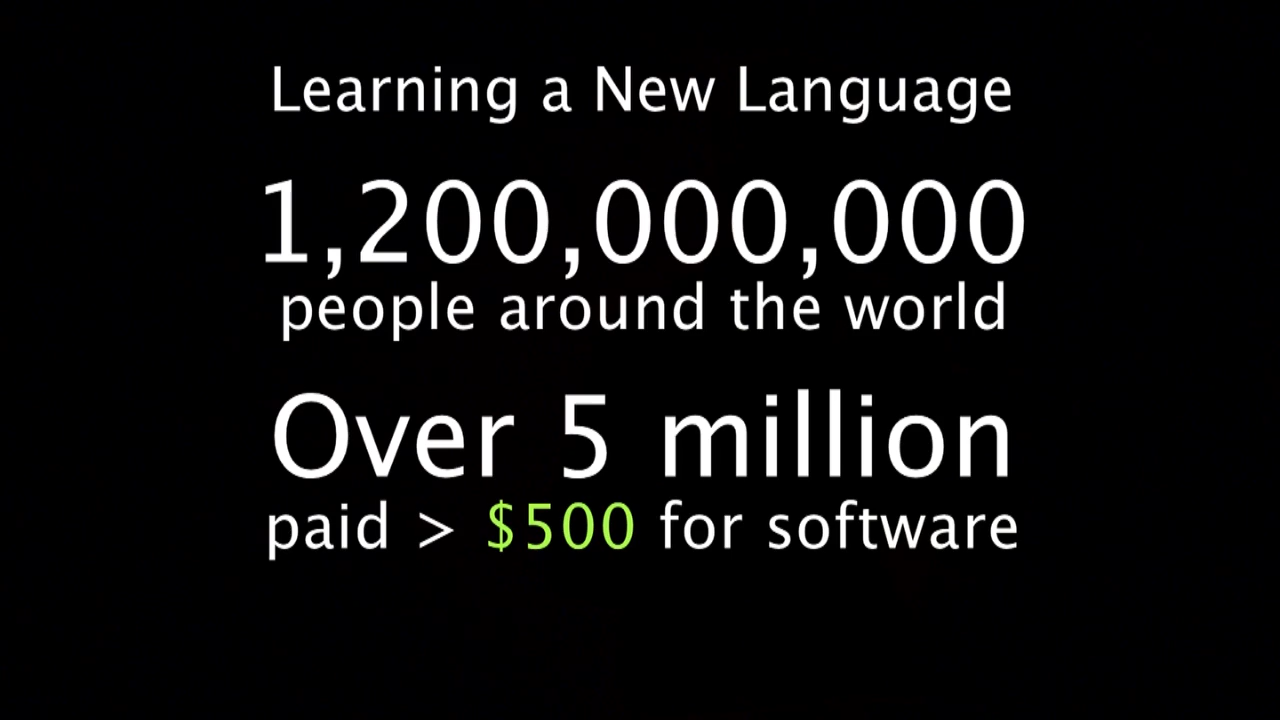 Learning a New Language
1,200,000,000
people around the world
Over 5 million
paid > $500 for software